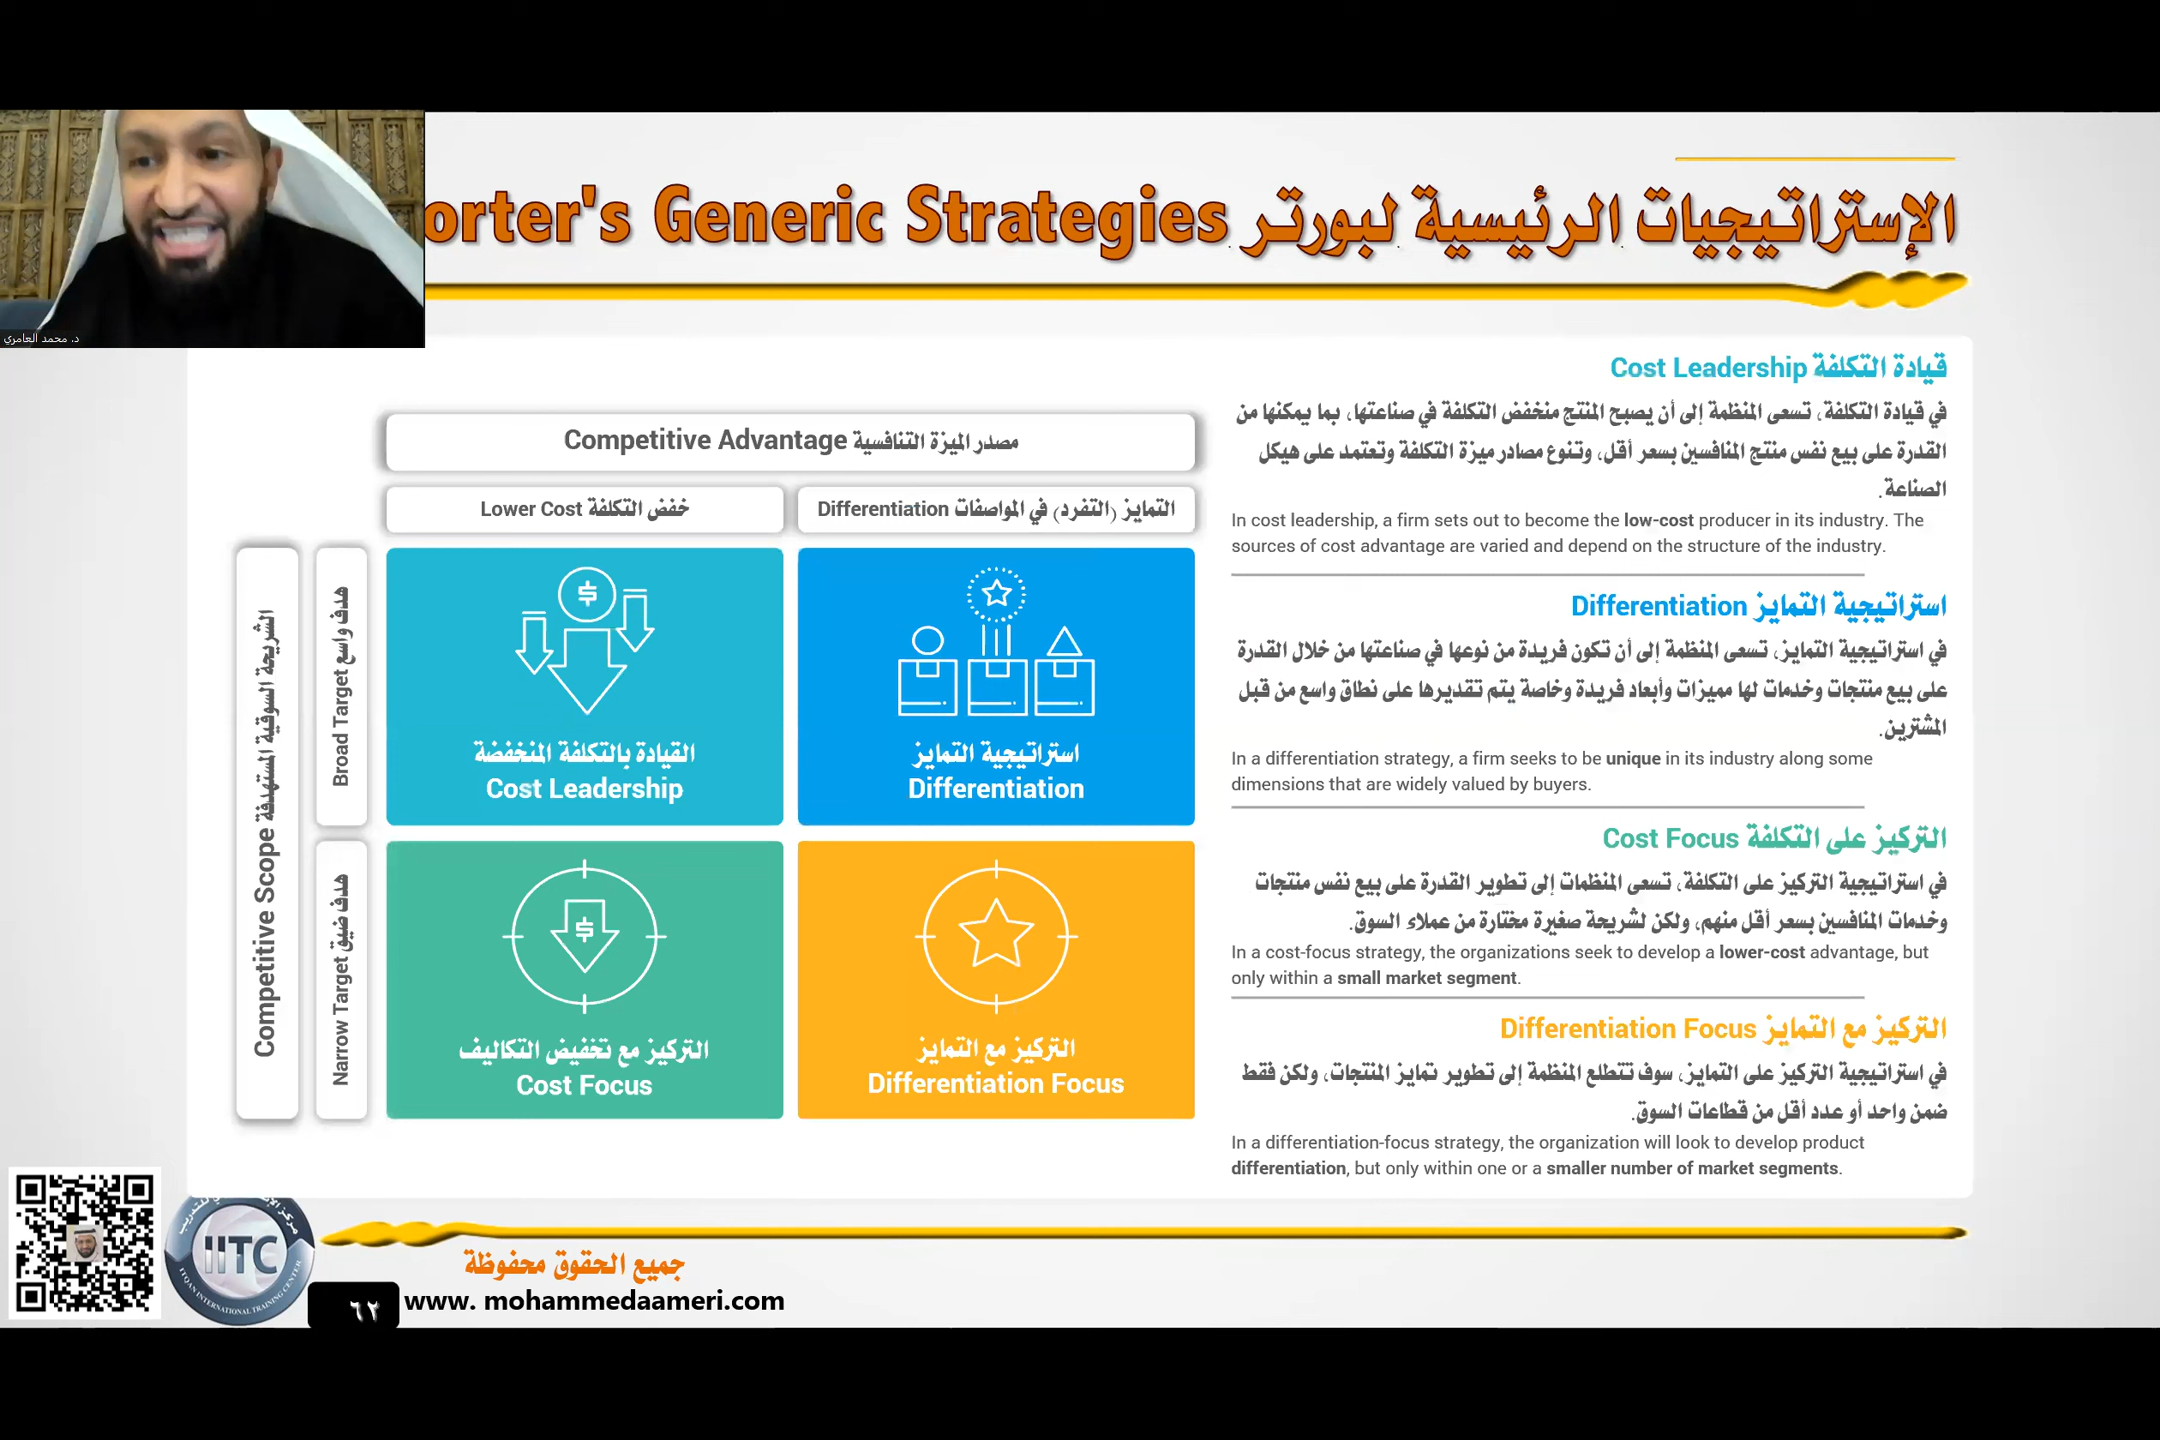 الإستراتيجيات الرئيسية لبورتر orter's Generic Strategies
د. محمد العامري
مصدر الميزة التنافسية Competitive Advantage
خفض التكلفة Lower Cost
التمايز (التفرد) في المواصفات Differentiation
الشريحة السوقية المستهدفة Competitive Scope
هدف واسع Broad Target
هدف ضيق Narrow Target
القيادة بالتكلفة المنخفضة
Cost Leadership
استراتيجية التمايز
Differentiation
التركيز مع تخفيض التكاليف
Cost Focus
التركيز مع التمايز
Differentiation Focus
قيادة التكلفة Cost Leadership
في قيادة التكلفة، تسعى المنظمة إلى أن يصبح المنتج منخفض التكلفة في صناعتها، بما يمكنها من
القدرة على بيع نفس منتج المنافسين بسعر أقل، وتنوع مصادر ميزة التكلفة وتعتمد على هيكل
الصناعة.
In cost leadership, a firm sets out to become the low-cost producer in its industry. The
sources of cost advantage are varied and depend on the structure of the industry.
استراتيجية التمايز Differentiation
في استراتيجية التمايز، تسعى المنظمة إلى أن تكون فريدة من نوعها في صناعتها من خلال القدرة
على بيع منتجات وخدمات لها مميزات وأبعاد فريدة وخاصة يتم تقديرها على نطاق واسع من قبل
المشترين.
In a differentiation strategy, a firm seeks to be unique in its industry along some
dimensions that are widely valued by buyers.
التركيز على التكلفة Cost Focus
في استراتيجية التركيز على التكلفة، تسعى المنظمات إلى تطوير القدرة على بيع نفس منتجات
وخدمات المنافسين بسعر أقل منهم، ولكن لشريحة صغيرة مختارة من عملاء السوق.
In a cost-focus strategy, the organizations seek to develop a lower-cost advantage, but
only within a small market segment.
التركيز مع التمايز Differentiation Focus
في استراتيجية التركيز على التمايز، سوف تتطلع المنظمة إلى تطوير تمايز المنتجات، ولكن فقط
ضمن واحد أو عدد أقل من قطاعات السوق.
In a differentiation-focus strategy, the organization will look to develop product
differentiation, but only within one or a smaller number of market segments.
IITC
ITQAN INTERNATIONAL TRAINING CENTER
جميع الحقوق محفوظة
٦٢
www. mohammedaameri.com